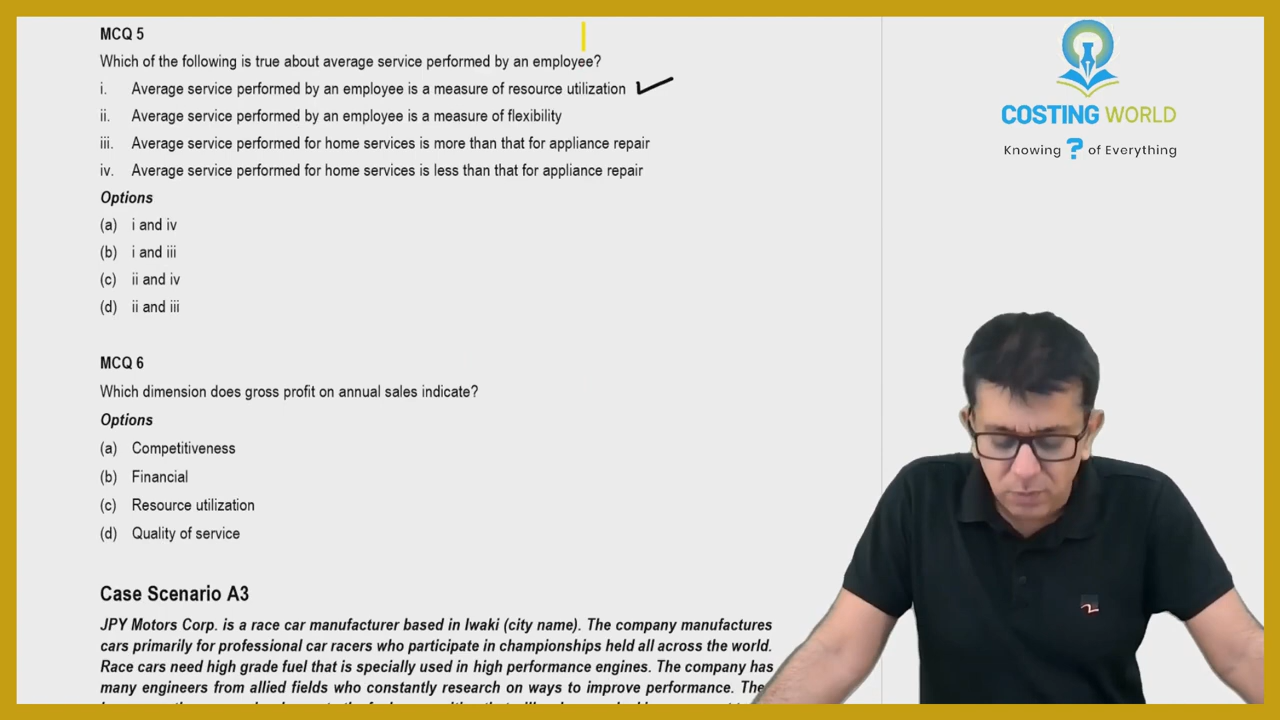 MCQ 5
Which of the following is true about average service performed by an employee?
i. Average service performed by an employee is a measure of resource utilization
ii. Average service performed by an employee is a measure of flexibility
iii. Average service performed for home services is more than that for appliance repair
iv. Average service performed for home services is less than that for appliance repair
Options
(a) i and iv
(b) i and iii
(c) ii and iv
(d) ii and iii
MCQ 6
Which dimension does gross profit on annual sales indicate?
Options
(a) Competitiveness
(b) Financial
(c) Resource utilization
(d) Quality of service
Case Scenario A3
JPY Motors Corp. is a race car manufacturer based in Iwaki (city name). The company manufactures
cars primarily for professional car racers who participate in championships held all across the world.
Race cars need high grade fuel that is specially used in high performance engines. The company has
many engineers from allied fields who constantly research on ways to improve performance. The
COSTING WORLD
Knowing ? of Everything